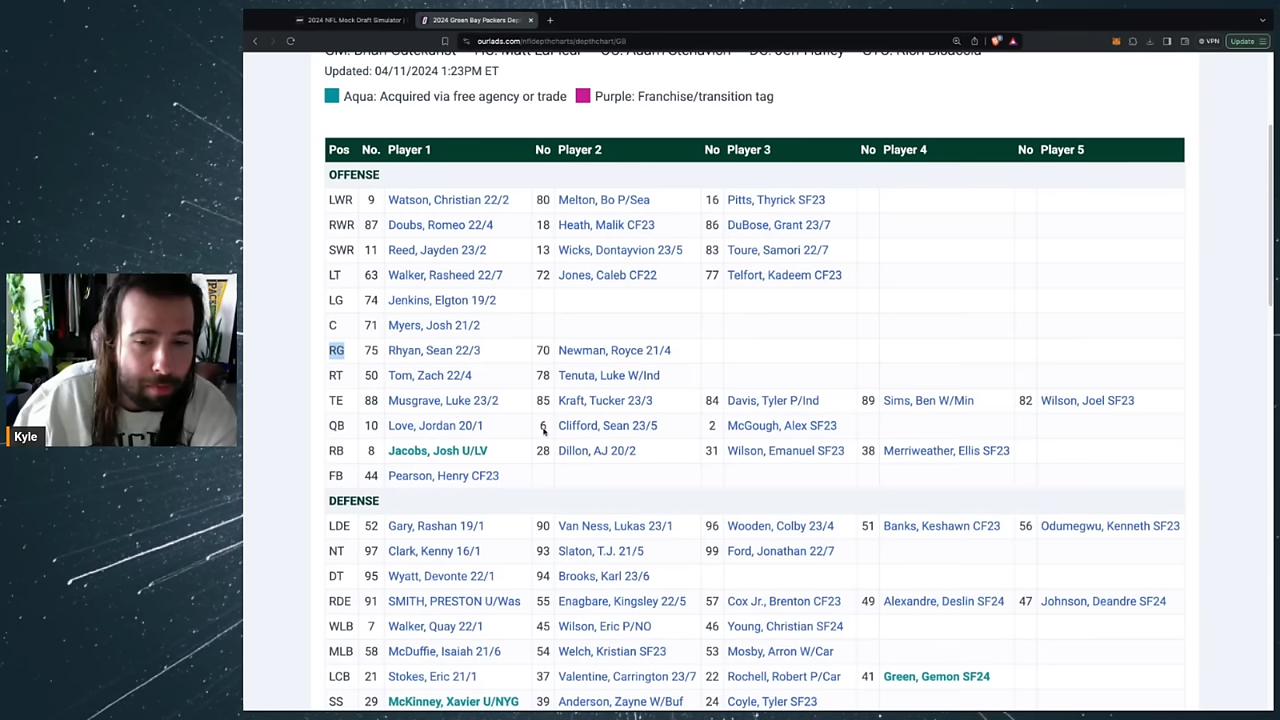 2024 NFL Mock Draft Simulator |
2024 Green Bay Packers Dep
ourlads.com/nfldepthcharts/depthchart/GB
VPN
Update
Updated: 04/11/2024 1:23PM ET
Aqua: Acquired via free agency or trade Purple: Franchise/transition tag
Pos No. Player 1 No Player 2 No Player 3 No Player 4 No Player 5
OFFENSE
LWR 9 Watson, Christian 22/2 80 Melton, Bo P/Sea 16 Pitts, Thyrick SF23
RWR 87 Doubs, Romeo 22/4 18 Heath, Malik CF23 86 DuBose, Grant 23/7
SWR 11 Reed, Jayden 23/2 13 Wicks, Dontayvion 23/5 83 Toure, Samori 22/7
LT 63 Walker, Rasheed 22/7 72 Jones, Caleb CF22 77 Telfort, Kadeem CF23
LG 74 Jenkins, Elgton 19/2
C 71 Myers, Josh 21/2
RG 75 Rhyan, Sean 22/3 70 Newman, Royce 21/4
RT 50 Tom, Zach 22/4 78 Tenuta, Luke W/Ind
TE 88 Musgrave, Luke 23/2 85 Kraft, Tucker 23/3 84 Davis, Tyler P/Ind 89 Sims, Ben W/Min 82 Wilson, Joel SF23
QB 10 Love, Jordan 20/1 6 Clifford, Sean 23/5 2 McGough, Alex SF23
RB 8 Jacobs, Josh U/LV 28 Dillon, AJ 20/2 31 Wilson, Emanuel SF23 38 Merriweather, Ellis SF23
FB 44 Pearson, Henry CF23
DEFENSE
LDE 52 Gary, Rashan 19/1 90 Van Ness, Lukas 23/1 96 Wooden, Colby 23/4 51 Banks, Keshawn CF23 56 Odumegwu, Kenneth SF23
NT 97 Clark, Kenny 16/1 93 Slaton, T.J. 21/5 99 Ford, Jonathan 22/7
DT 95 Wyatt, Devonte 22/1 94 Brooks, Karl 23/6
RDE 91 SMITH, PRESTON U/Was 55 Enagbare, Kingsley 22/5 57 Cox Jr., Brenton CF23 49 Alexandre, Deslin SF24 47 Johnson, Deandre SF24
WLB 7 Walker, Quay 22/1 45 Wilson, Eric P/NO 46 Young, Christian SF24
MLB 58 McDuffie, Isaiah 21/6 54 Welch, Kristian SF23 53 Mosby, Arron W/Car
LCB 21 Stokes, Eric 21/1 37 Valentine, Carrington 23/7 22 Rochell, Robert P/Car 41 Green, Gemon SF24
SS 29 McKinney, Xavier U/NYG 39 Anderson, Zayne W/Buf 24 Coyle, Tyler SF23
Kyle